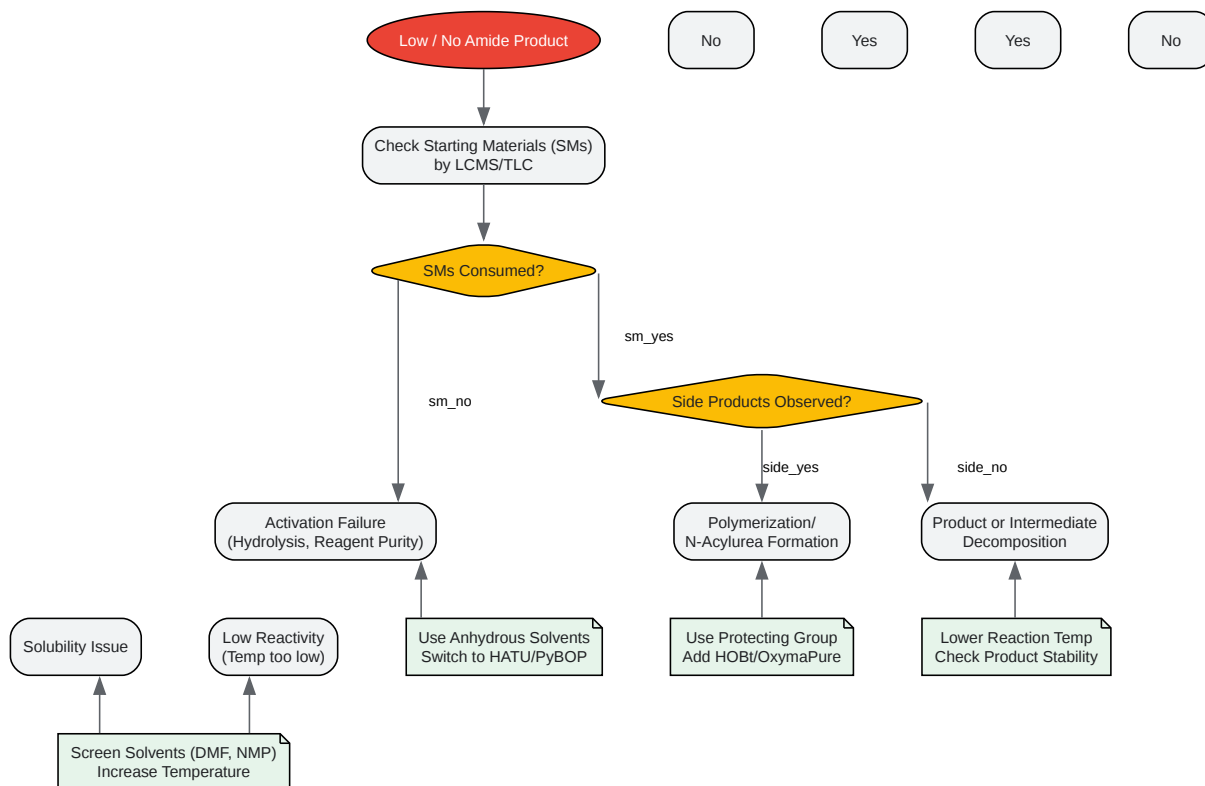 Low / No Amide Product
No
Yes
Yes
No
Check Starting Materials (SMs)
by LCMS/TLC
SMs Consumed?
sm_yes
sm_no
Side Products Observed?
side_yes
side_no
Activation Failure
(Hydrolysis, Reagent Purity)
Polymerization/
N-Acylurea Formation
Product or Intermediate
Decomposition
Solubility Issue
Low Reactivity
(Temp too low)
Use Anhydrous Solvents
Switch to HATU/PyBOP
Use Protecting Group
Add HOBt/OxymaPure
Lower Reaction Temp
Check Product Stability
Screen Solvents (DMF, NMP)
Increase Temperature